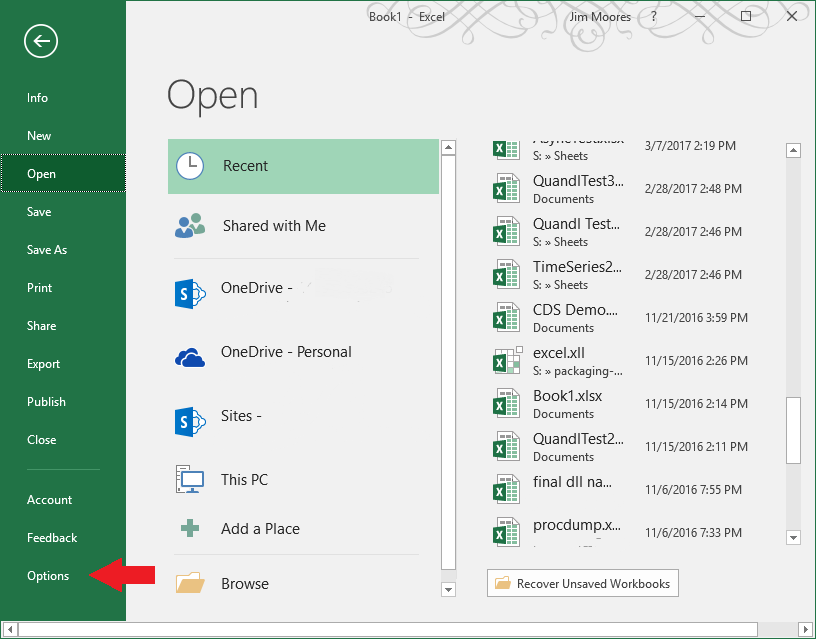 Book1 - Excel
Jim Moores
?
Info
New
Open
Save
Save As
Print
Share
Export
Publish
Close
Account
Feedback
Options
Open
Recent
Shared with Me
OneDrive -
OneDrive - Personal
Sites -
This PC
Add a Place
Browse
3/7/2017 2:19 PM
S: » Sheets
QuandlTest3... 2/28/2017 2:48 PM
Documents
Quandl Test... 2/28/2017 2:46 PM
S: » Sheets
TimeSeries2... 2/28/2017 2:46 PM
S: » Sheets
CDS Demo.... 11/21/2016 3:59 PM
Documents
excel.xll 11/15/2016 2:26 PM
S: » packaging-...
Book1.xlsx 11/15/2016 2:14 PM
Documents
QuandlTest2... 11/15/2016 2:11 PM
Documents
final dll na... 11/6/2016 7:55 PM
procdump.x... 11/6/2016 7:33 PM
Recover Unsaved Workbooks